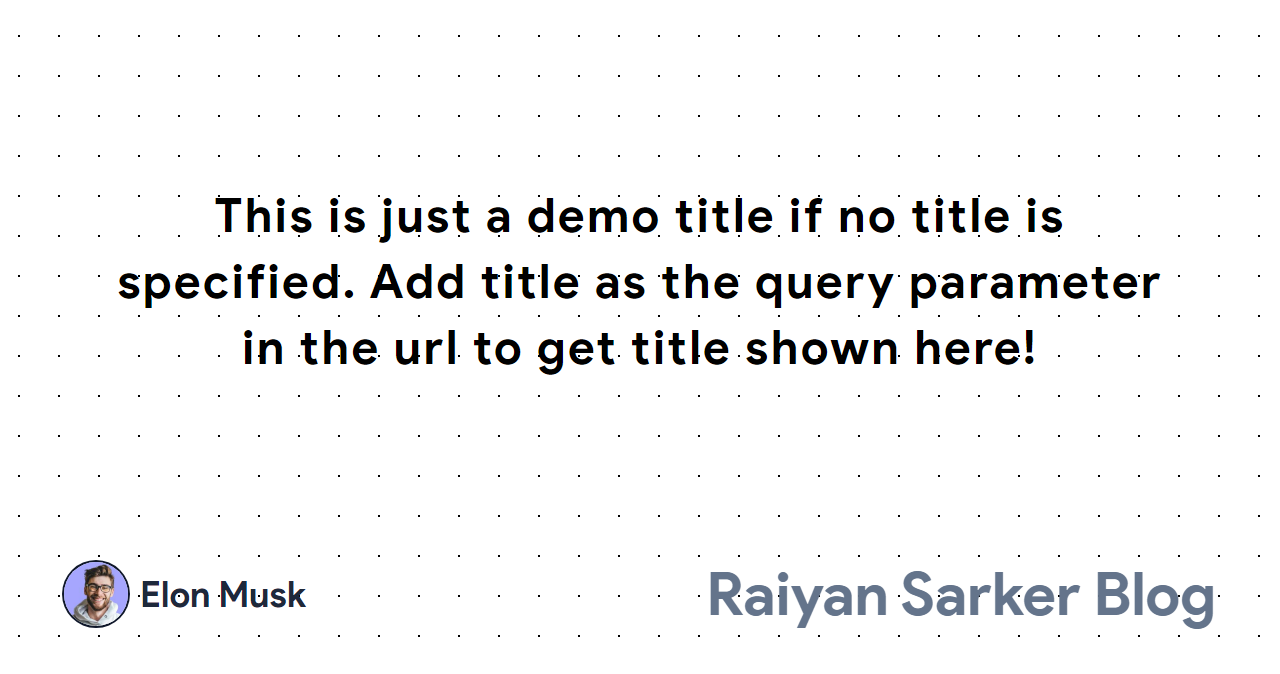 This is just a demo title if no title is
specified. Add title as the query parameter
in the url to get title shown here!
Elon Musk
Raiyan Sarker Blog